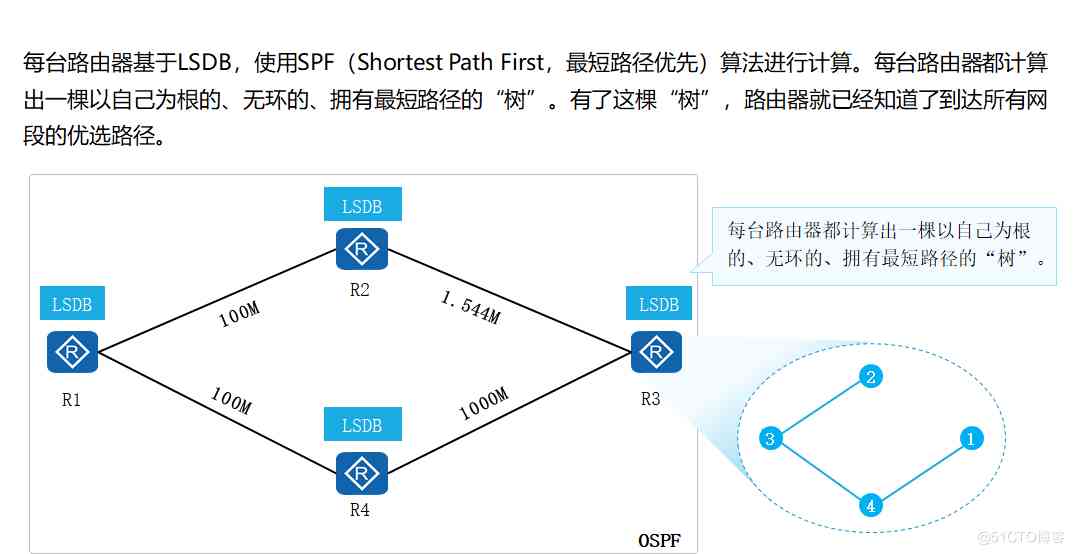 每台路由器基于LSDB，使用SPF（Shortest Path First，最短路径优先）算法进行计算。每台路由器都计算
出一棵以自己为根的、无环的、拥有最短路径的“树”。有了这棵“树”，路由器就已经知道了到达所有网
段的优选路径。
LSDB
R
R2
每台路由器都计算出一棵以自己为根
的、无环的、拥有最短路径的“树”。
LSDB
R
R1
100M
1.544M
LSDB
R
R3
100M
1000M
LSDB
R
R4
2
3
1
4
OSPF
@51CTO博客